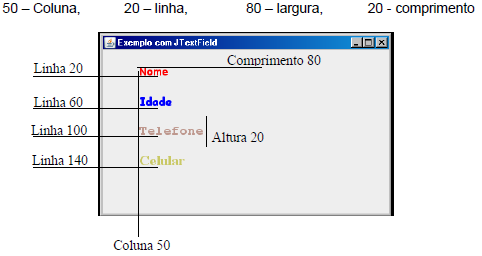 50 – Coluna, 20 – linha, 80 – largura, 20 - comprimento
Exemplo com JTextField
Comprimento 80
Linha 20
Nome
Linha 60
Idade
Linha 100
Telefone
Altura 20
Linha 140
Celular
Coluna 50